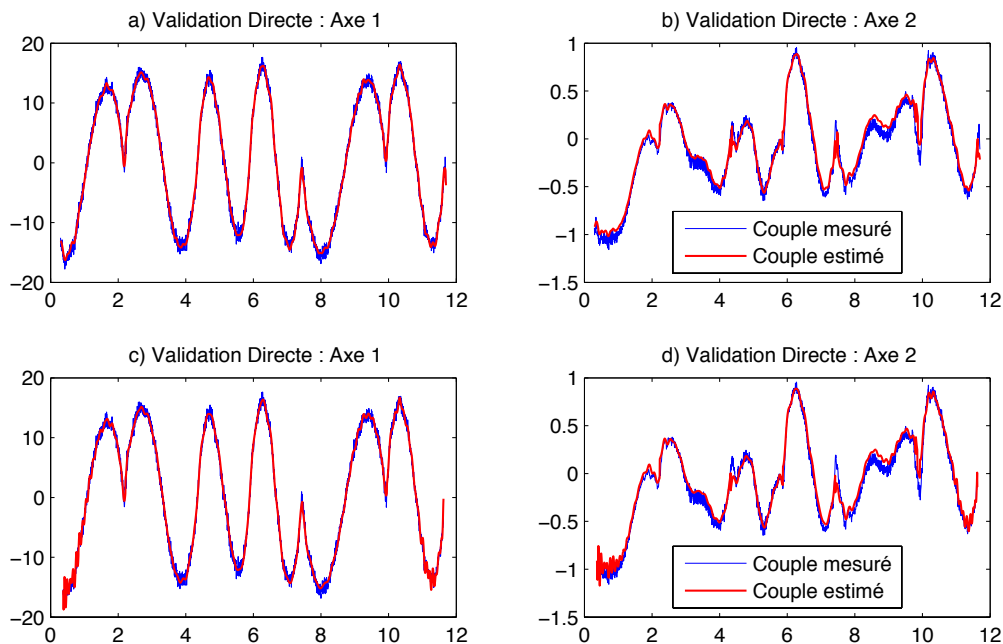 a) Validation Directe : Axe 1
20
10
0
−10
−20
0 2 4 6 8 10 12
b) Validation Directe : Axe 2
1
0.5
0
−0.5
−1
−1.5
0 2 4 6 8 10 12
Couple mesuré
Couple estimé
c) Validation Directe : Axe 1
20
10
0
−10
−20
0 2 4 6 8 10 12
d) Validation Directe : Axe 2
1
0.5
0
−0.5
−1
−1.5
0 2 4 6 8 10 12
Couple mesuré
Couple estimé